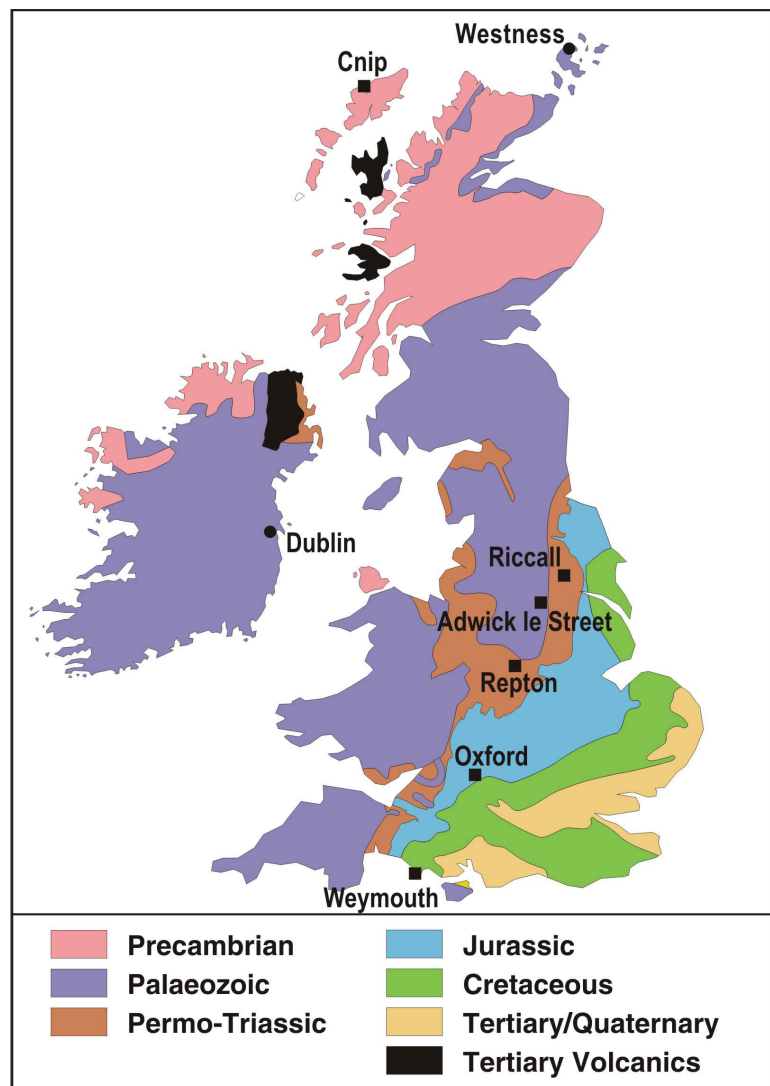 Westness
Cnip
Dublin
Riccall
Adwick le Street
Repton
Oxford
Weymouth
Precambrian
Palaeozoic
Permo-Triassic
Jurassic
Cretaceous
Tertiary/Quaternary
Tertiary Volcanics